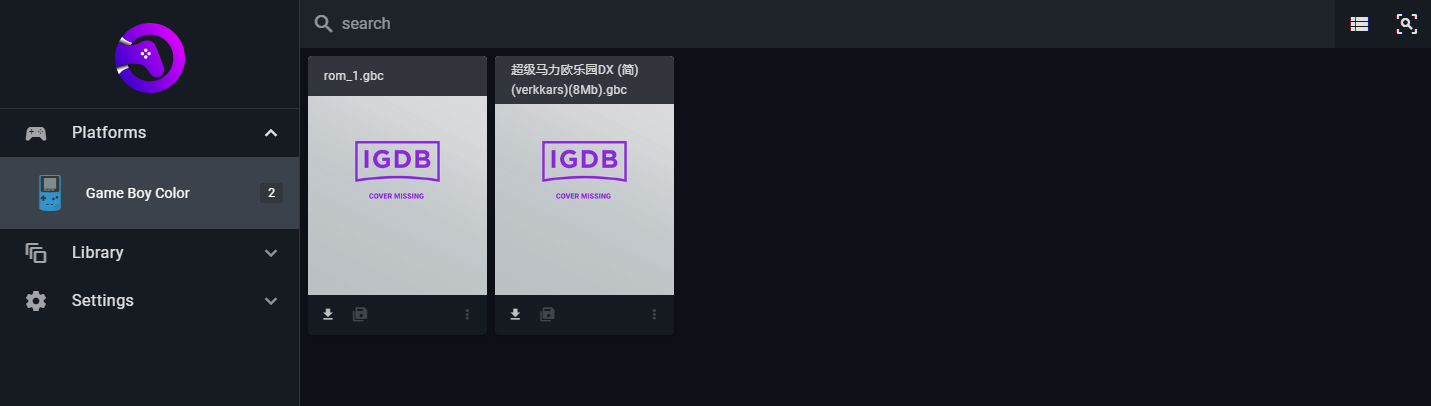 search
Platforms
Game Boy Color
2
Library
Settings
rom_1.gbc
IGDB
COVER MISSING
超级马力欧乐园DX (简)
(verkkars)(8Mb).gbc
IGDB
COVER MISSING